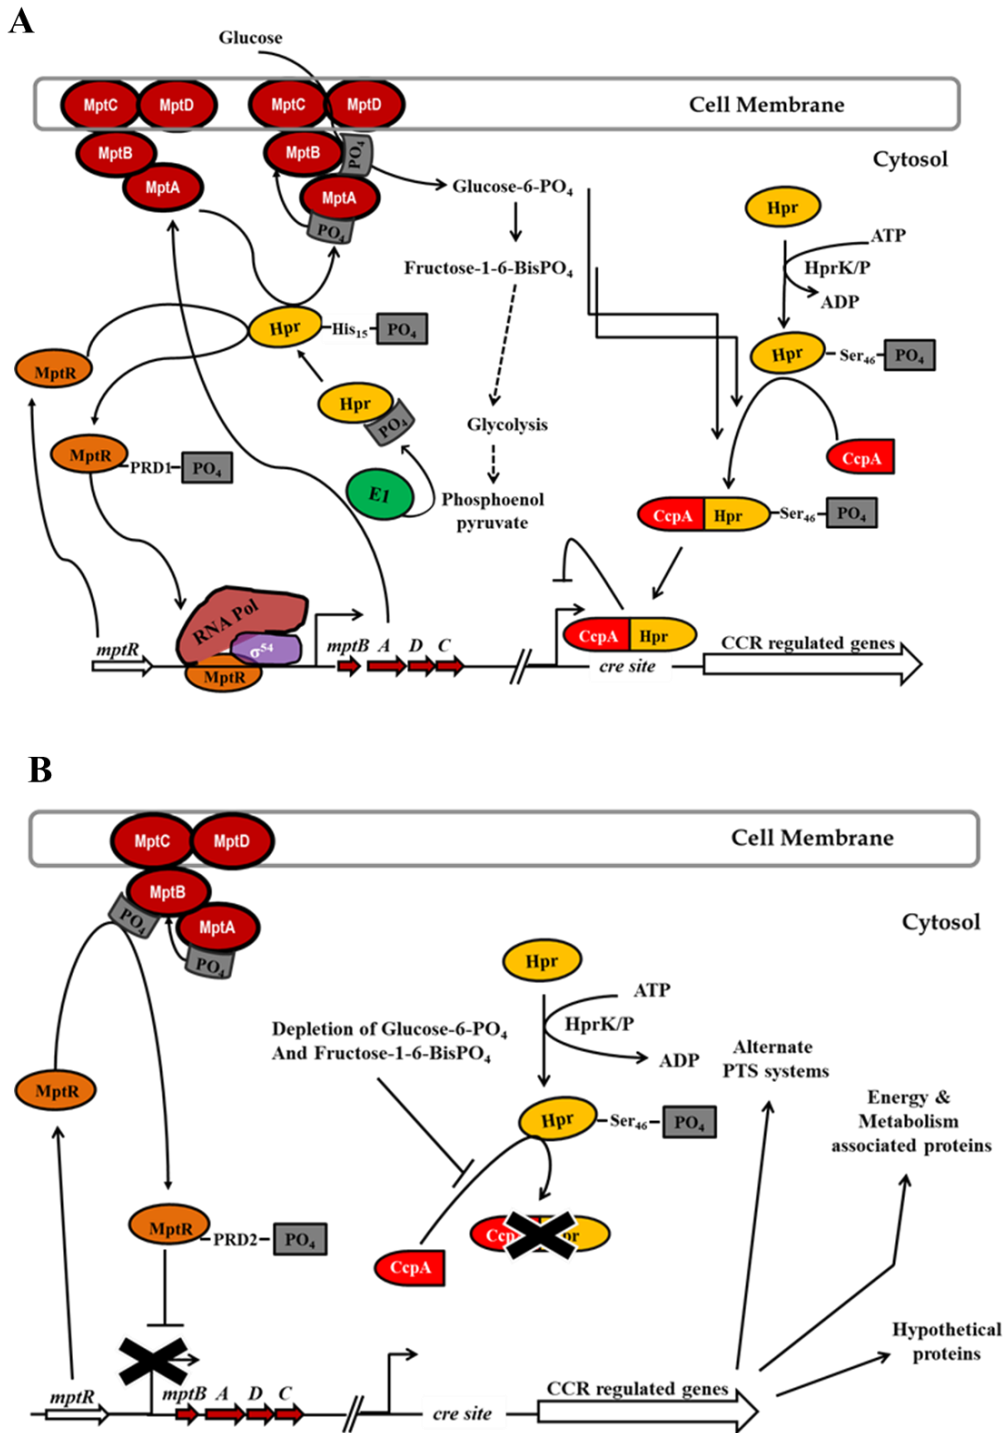 A
Glucose
MptC
MptD
MptC
MptD
Cell Membrane
MptB
MptB
PO4
Cytosol
MptA
MptA
PO4
Glucose-6-PO4
Hpr
ATP
HprK/P
ADP
Fructose-1-6-BisPO4
Hpr
His15
PO4
Hpr
Ser46
PO4
MptR
Hpr
PO4
Glycolysis
MptR
PRD1
PO4
CcpA
E1
Phosphoenol
pyruvate
CcpA
Hpr
Ser46
PO4
RNA Pol
σ54
mptR
MptR
mptB
A
D
C
CcpA
Hpr
cre site
CCR regulated genes
B
MptC
MptD
Cell Membrane
MptB
PO4
MptA
PO4
Cytosol
Hpr
ATP
HprK/P
ADP
Depletion of Glucose-6-PO4
And Fructose-1-6-BisPO4
Alternate
PTS systems
MptR
Energy &
Metabolism
associated proteins
Hpr
Ser46
PO4
MptR
PRD2
PO4
Ccp
pr
CcpA
Hypothetical
proteins
mptR
mptB
A
D
C
cre site
CCR regulated genes